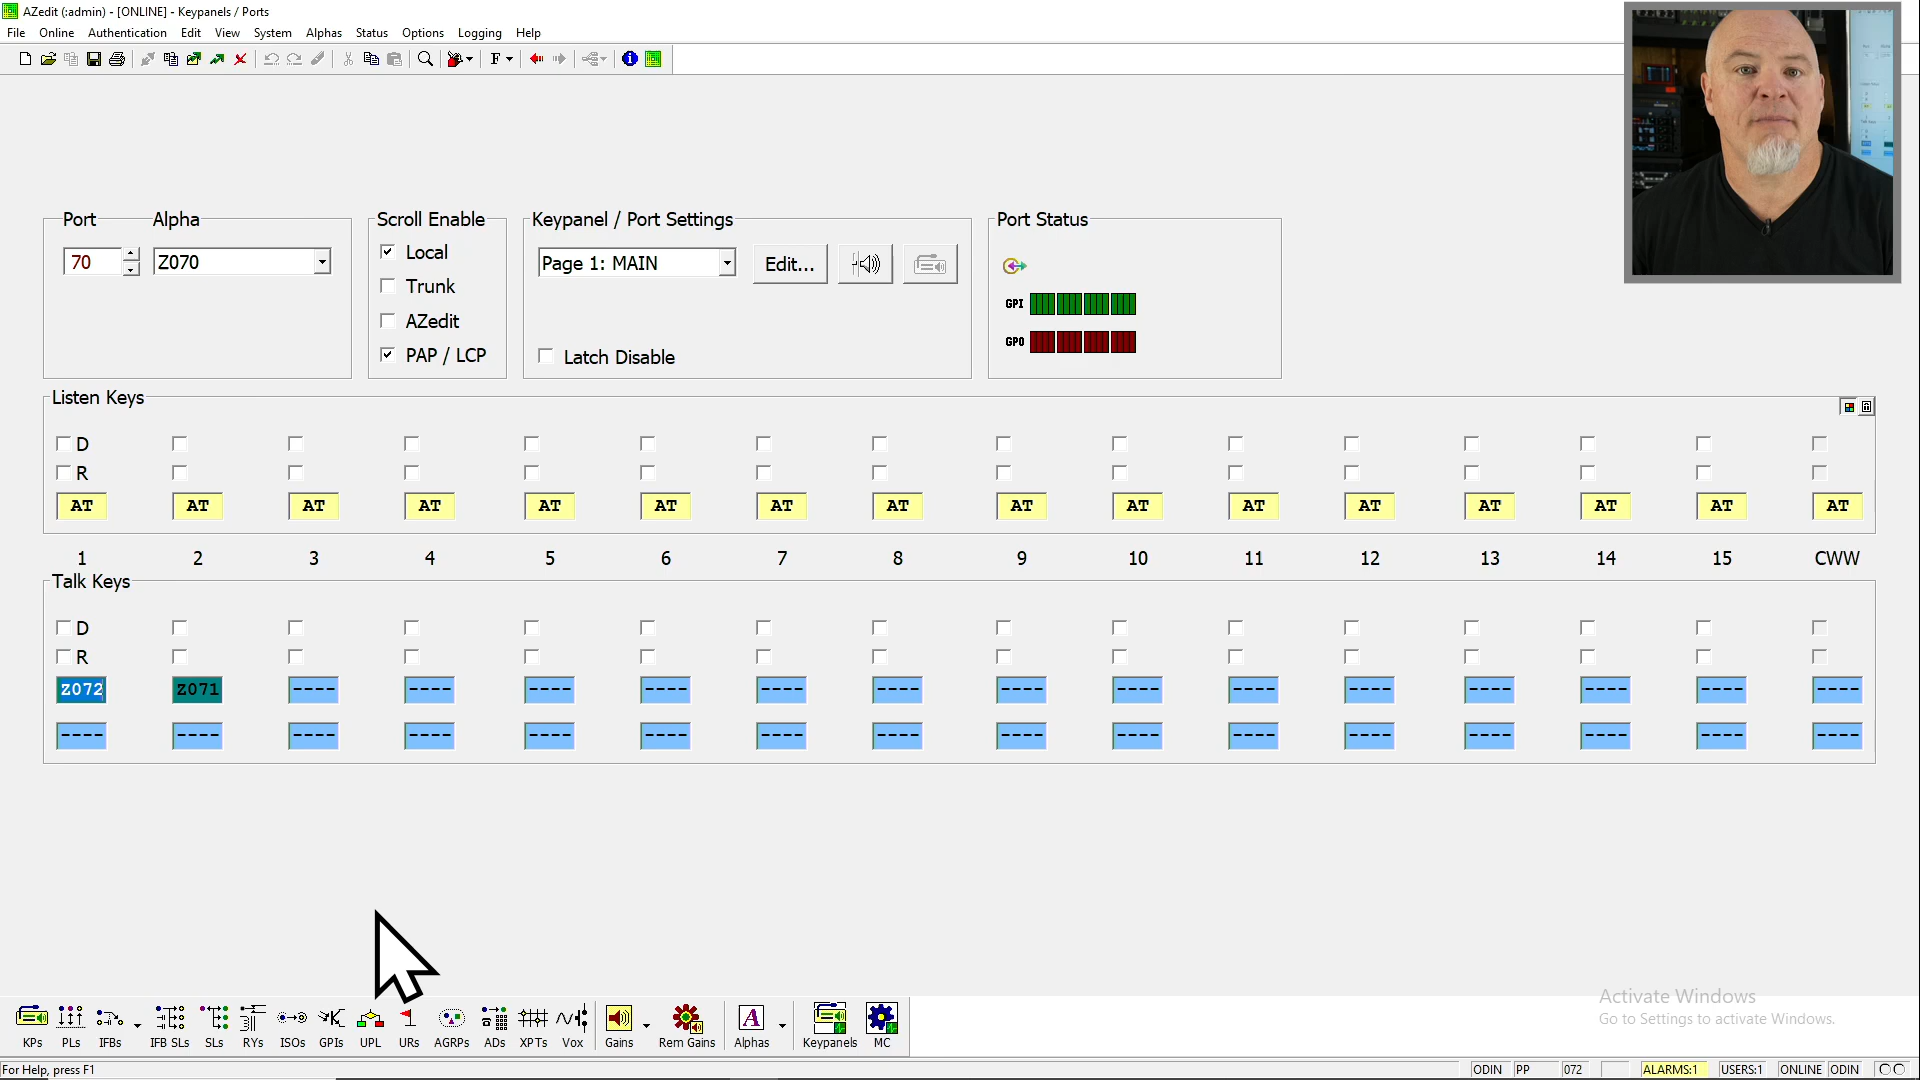 AZedit (:admin) - [ONLINE] - Keypanels / Ports
File Online Authentication Edit View System Alphas Status Options Logging Help
F
Port Alpha Scroll Enable Keypanel / Port Settings Port Status
70 Z070 Local Page 1: MAIN Edit...
Trunk
GPI
AZedit
GPO
PAP / LCP Latch Disable
Listen Keys
D
R
AT AT AT AT AT AT AT AT AT AT AT AT AT AT AT AT
1 2 3 4 5 6 7 8 9 10 11 12 13 14 15 CWW
Talk Keys
D
R
Z072 Z071 ---- ---- ---- ---- ---- ---- ---- ---- ---- ---- ---- ---- ---- ----
---- ---- ---- ---- ---- ---- ---- ---- ---- ---- ---- ---- ---- ---- ---- ----
Activate Windows
Go to Settings to activate Windows.
KPs PLs IFBs IFB SLs SLs RYs ISOs GPIs UPL URs AGRPs ADs XPTs Vox Gains Rem Gains Alphas Keypanels MC
For Help, press F1 ODIN PP 072 ALARMS:1 USERS:1 ONLINE ODIN